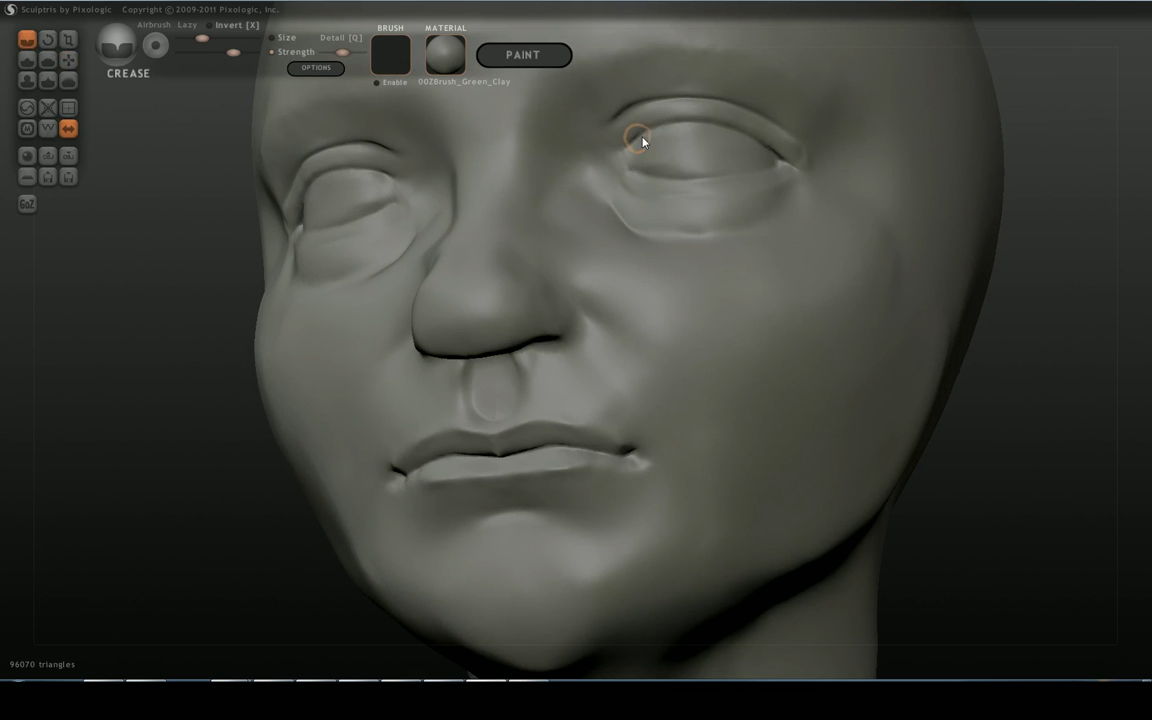 Sculptris by Pixologic   Copyright © 2009-2011 Pixologic, Inc.
Airbrush Lazy Invert [X]
CREASE
Size Detail [Q]
Strength
OPTIONS
BRUSH
Enable
MATERIAL
00ZBrush_Green_Clay
PAINT
GoZ
96070 triangles